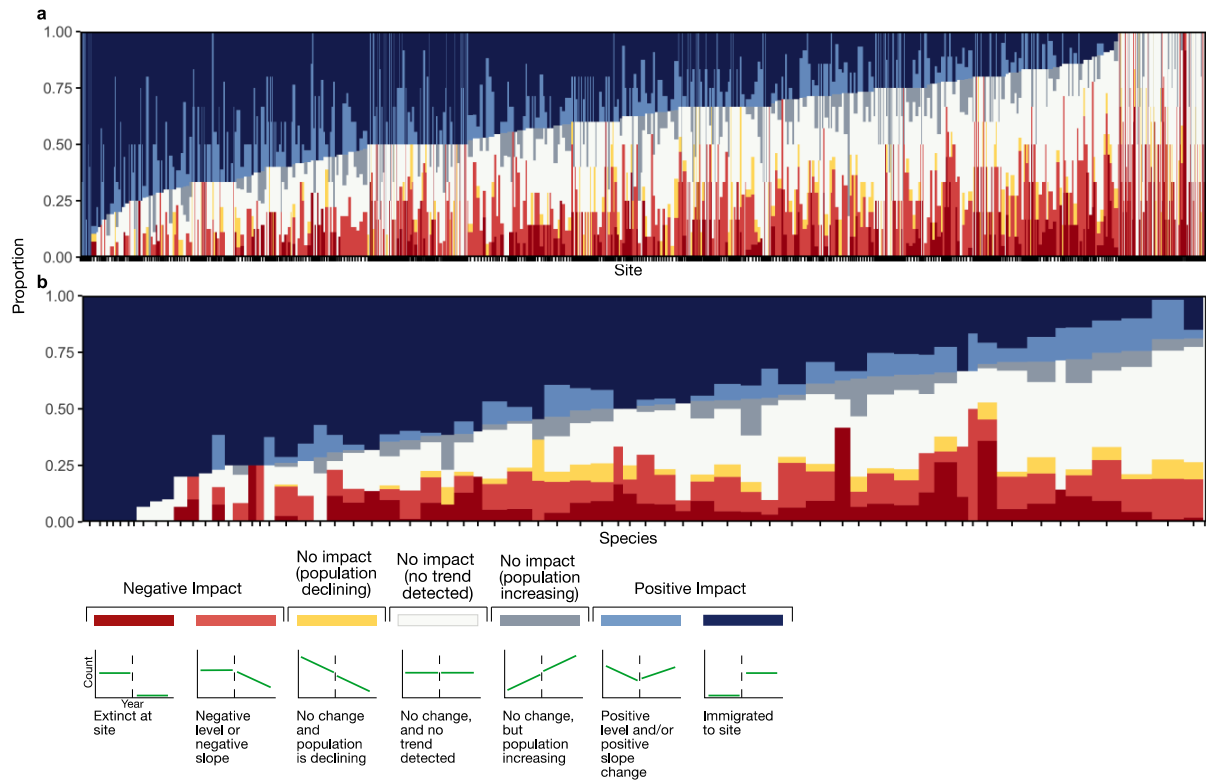 a
1.00
0.75
0.50
0.25
0.00
Site
Proportion
b
1.00
0.75
0.50
0.25
0.00
Species
Negative Impact
No impact
(population
declining)
No impact
(no trend
detected)
No impact
(population
increasing)
Positive Impact
Count
Year
Extinct at
site
Negative
level or
negative
slope
No change
and
population
is declining
No change,
and no
trend
detected
No change,
but
population
increasing
Positive
level and/or
positive
slope
change
Immigrated
to site